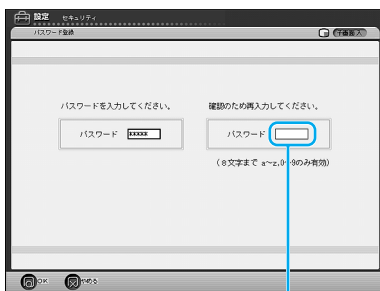 設定 セキュリティ
パスワード登録
パスワードを入力してください。
確認のため再入力してください。
パスワード xxxxx
パスワード
(8文字まで a~z,0~9のみ有効)
OK やめる